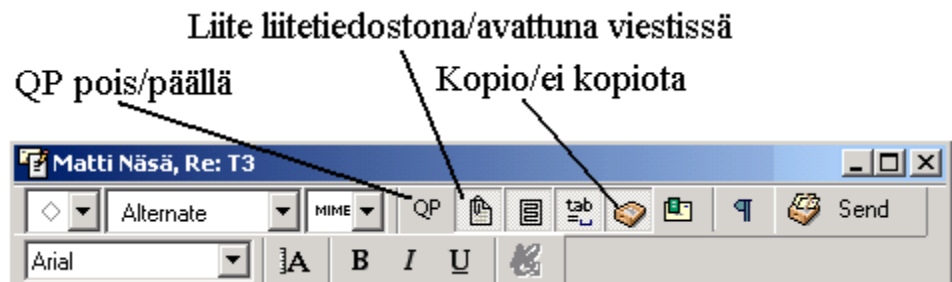 Liite liitetiedostona/avattuna viestissä
QP pois/päällä
Kopio/ei kopiota
Matti Näsä, Re: T3
Alternate MIME QP tab ¶ Send
Arial A B I U